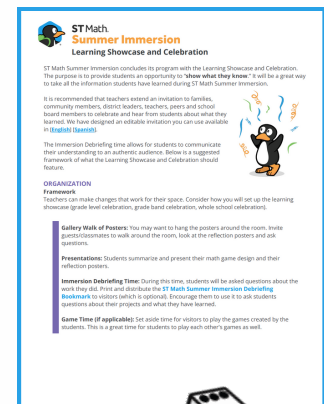 ST Math.
Summer Immersion
Learning Showcase and Celebration
ST Math Summer Immersion concludes its program with the Learning Showcase and Celebration.
The purpose is to provide students an opportunity to "show what they know." It will be a great way
to take all the information students have learned during ST Math Summer Immersion.
It is recommended that teachers extend an invitation to families,
community members, district leaders, teachers, peers and school
board members to celebrate and hear from students about what they
learned. We have designed an editable invitation you can use available
in (English) (Spanish).
The Immersion Debriefing time allows for students to communicate
their understanding to an authentic audience. Below is a suggested
framework of what the Learning Showcase and Celebration should
feature.
ORGANIZATION
Framework
Teachers can make changes that work for their space. Consider how you will set up the learning
showcase (grade level celebration, grade band celebration, whole school celebration).
Gallery Walk of Posters: You may want to hang the posters around the room. Invite
guests/classmates to walk around the room, look at the reflection posters and ask
questions.
Presentations: Students summarize and present their math game design and their
reflection posters.
Immersion Debriefing Time: During this time, students will be asked questions about the
work they did. Print and distribute the ST Math Summer Immersion Debriefing
Bookmark to visitors (which is optional). Encourage them to use it to ask students
questions about their projects and what they have learned.
Game Time (if applicable): Set aside time for visitors to play the games created by the
students. This is a great time for students to play each other's games as well.